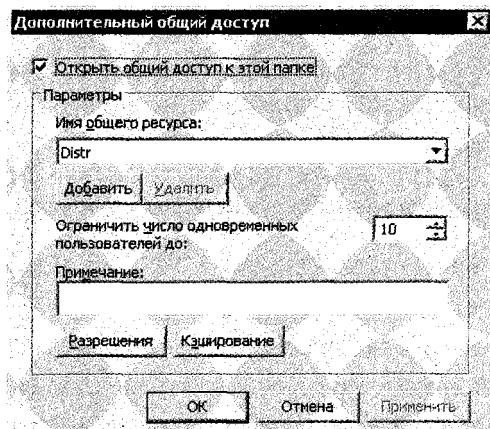 Дополнительный общий доступ
Открыть общий доступ к этой папке
Параметры
Имя общего ресурса:
Distr
Добавить
Удалить
Ограничить число одновременных
пользователей до:
10
Примечание:
Разрешения
Кэширование
ОК
Отмена
Применить